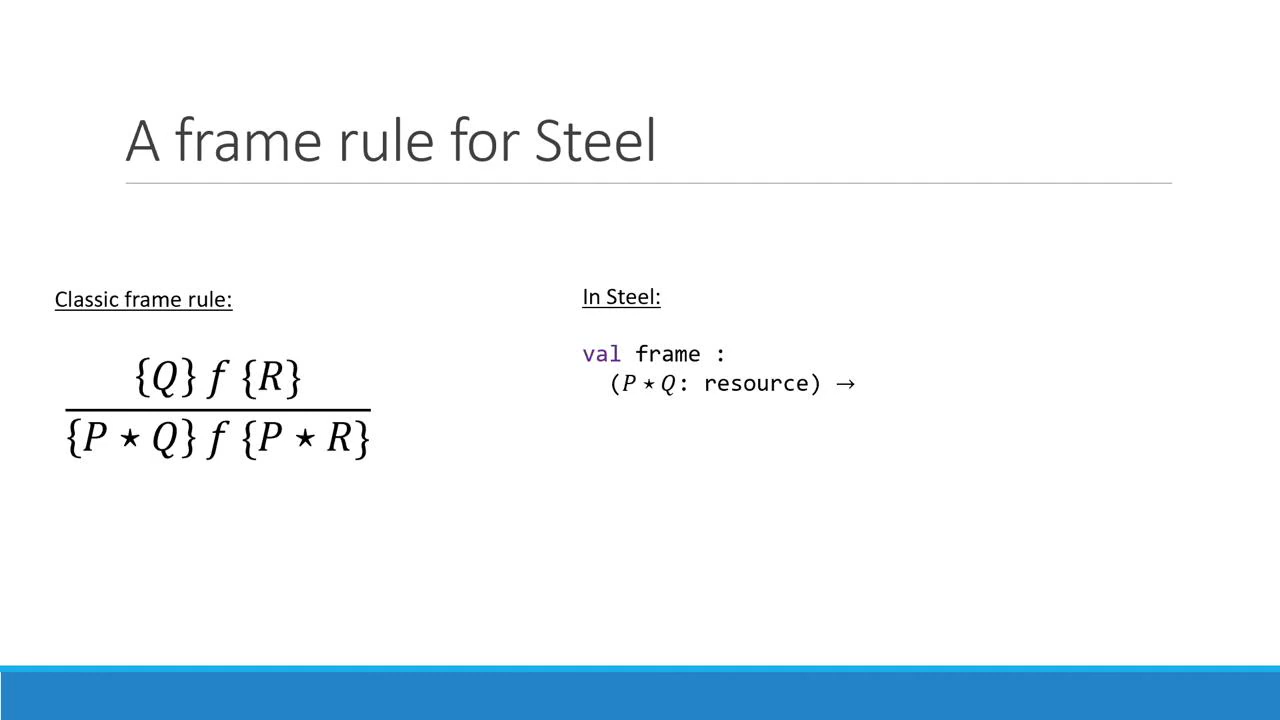 A frame rule for Steel
Classic frame rule:
{Q} f {R}
{P ⋆ Q} f {P ⋆ R}
In Steel:
val frame :
(P ⋆ Q: resource) →